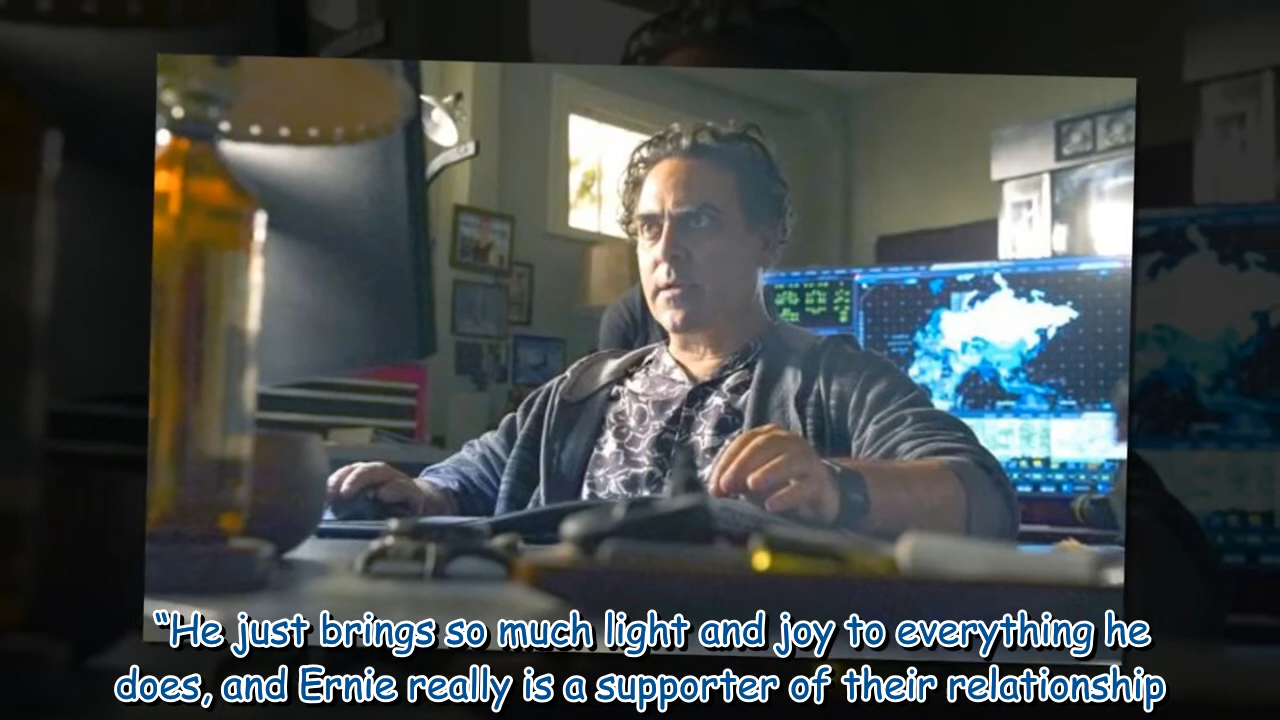 “He just brings so much light and joy to everything he
does, and Ernie really is a supporter of their relationship